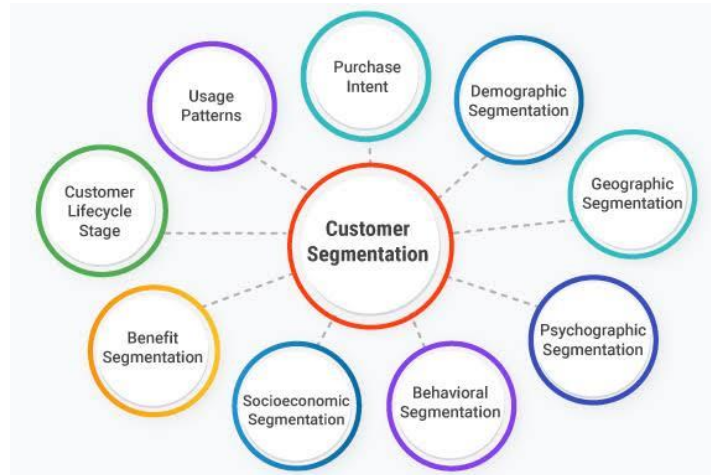 Purchase
Intent
Demographic
Segmentation
Geographic
Segmentation
Psychographic
Segmentation
Behavioral
Segmentation
Socioeconomic
Segmentation
Benefit
Segmentation
Customer
Lifecycle
Stage
Usage
Patterns
Customer
Segmentation